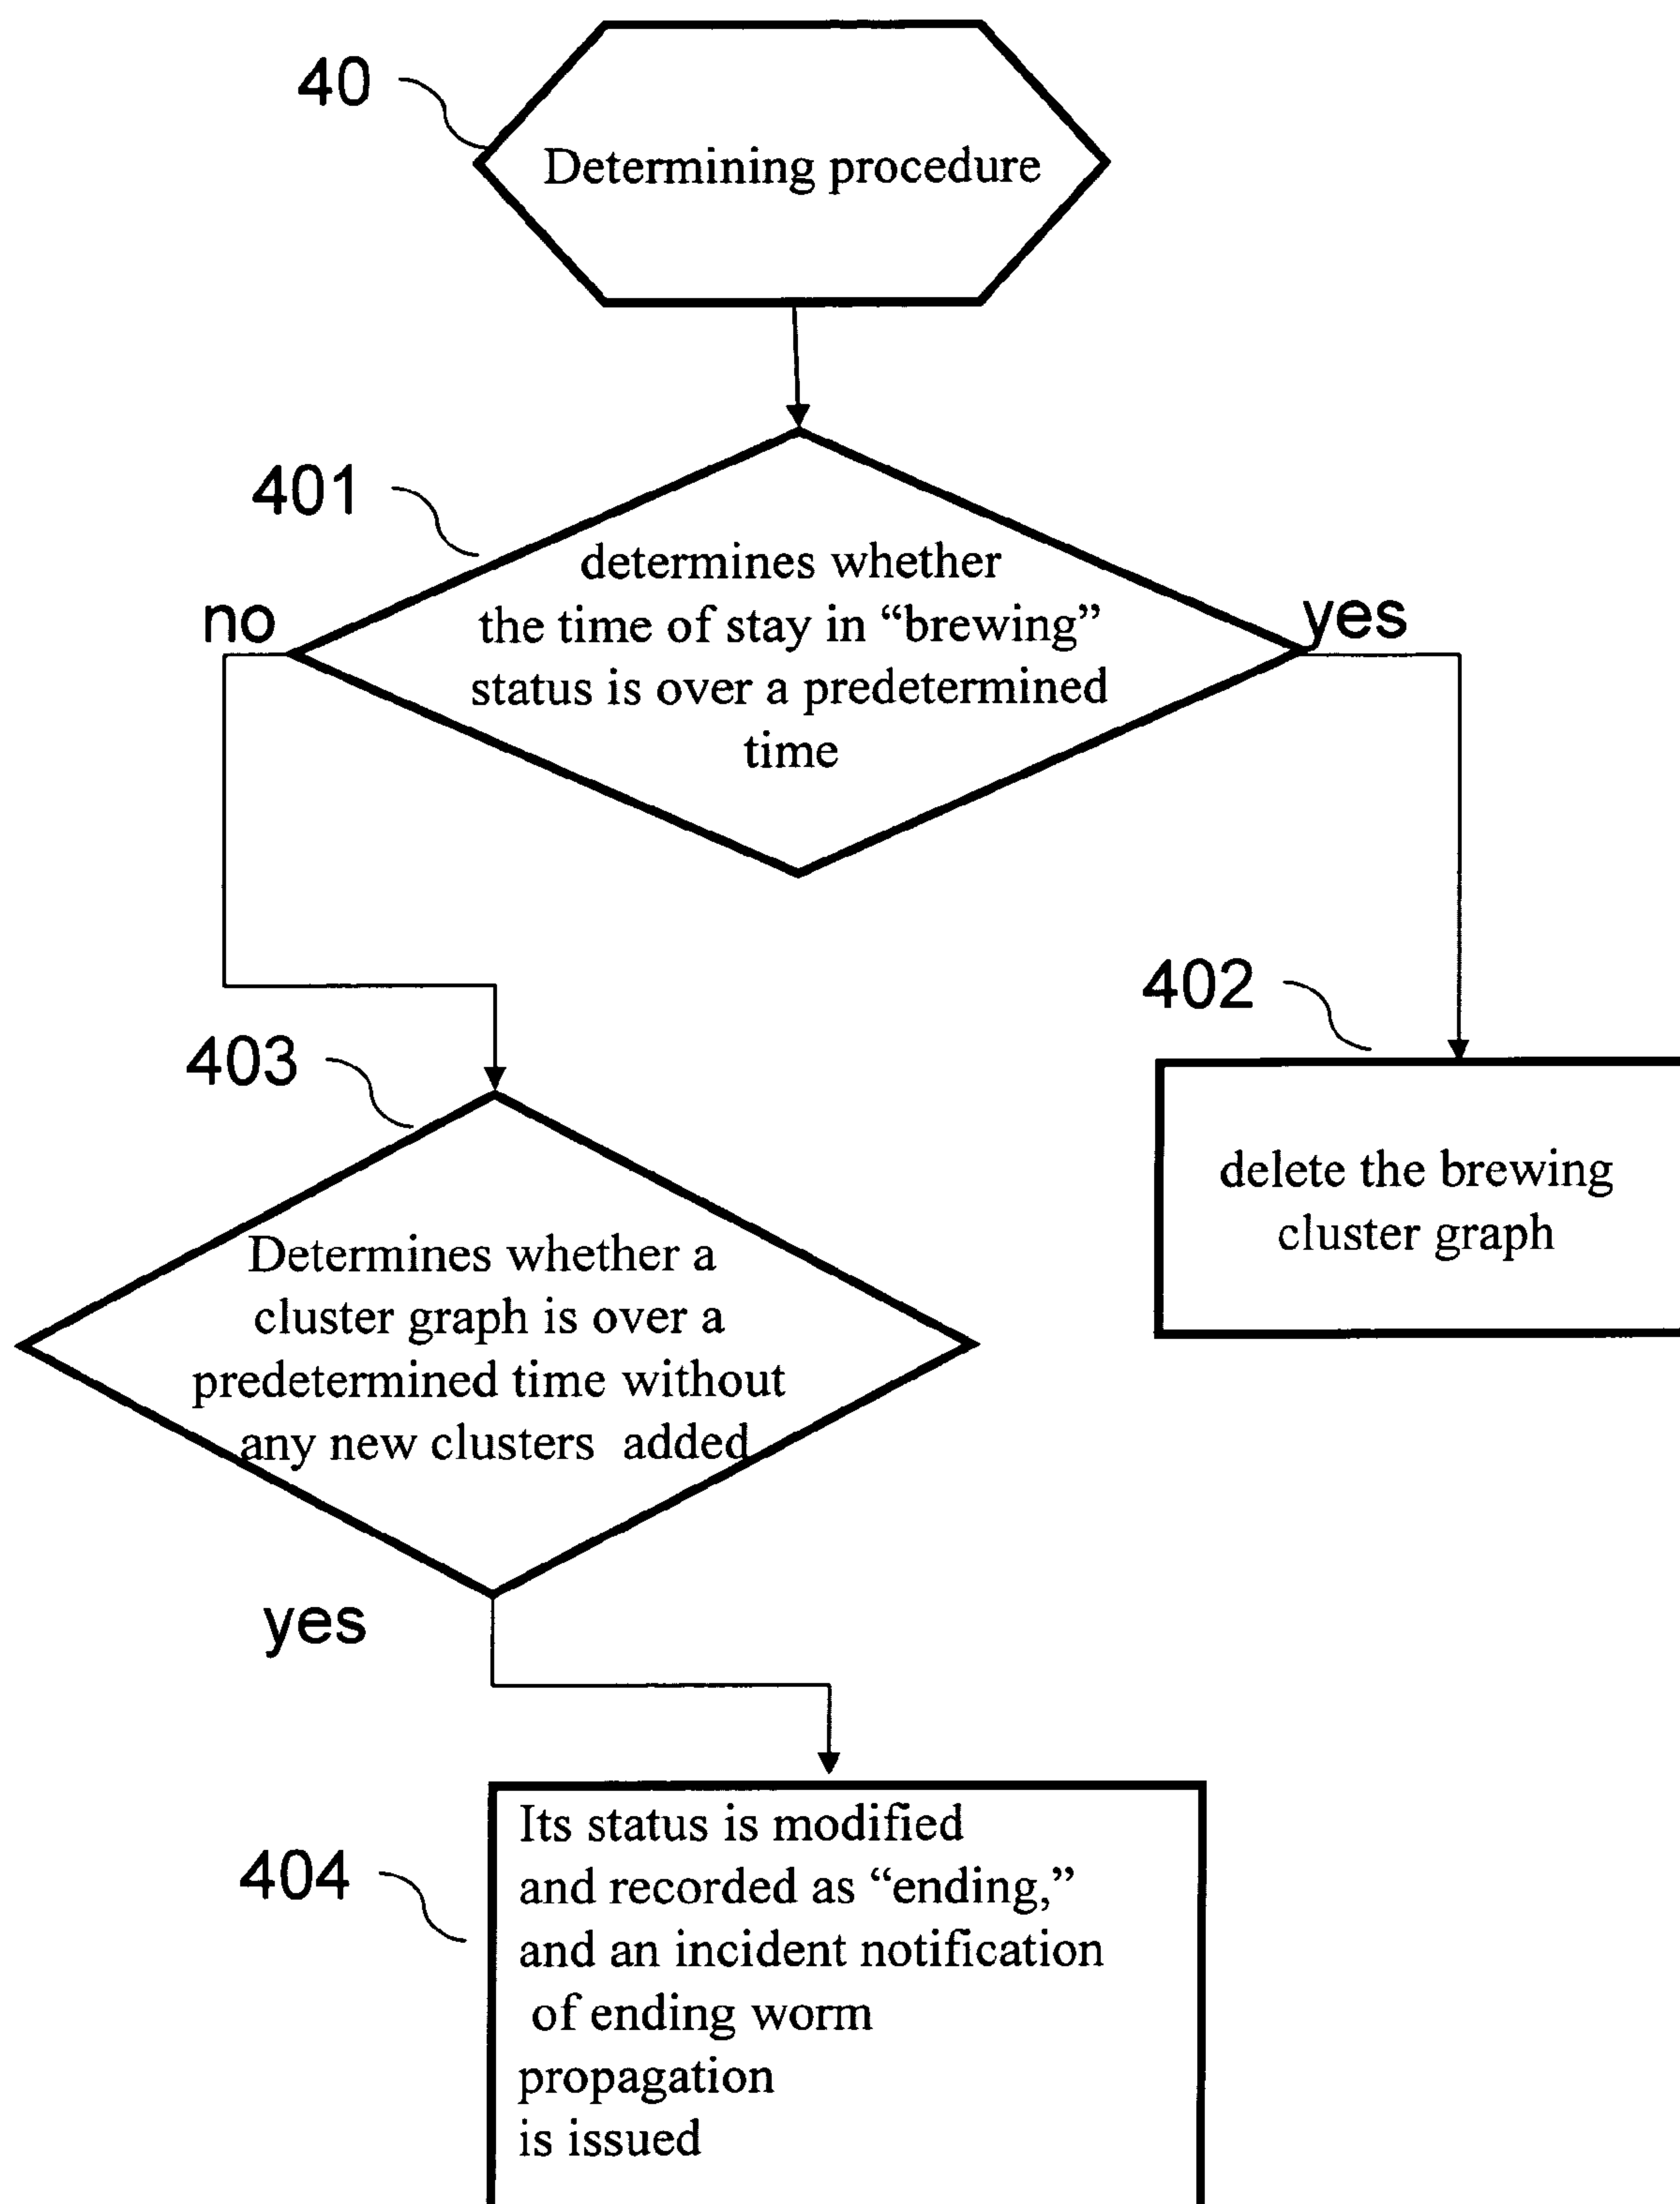 40
Determining procedure
401
determines whether
the time of stay in “brewing”
status is over a predetermined
time
no
yes
402
delete the brewing
cluster graph
403
Determines whether a
cluster graph is over a
predetermined time without
any new clusters added
yes
404
Its status is modified
and recorded as “ending,”
and an incident notification
of ending worm
propagation
is issued